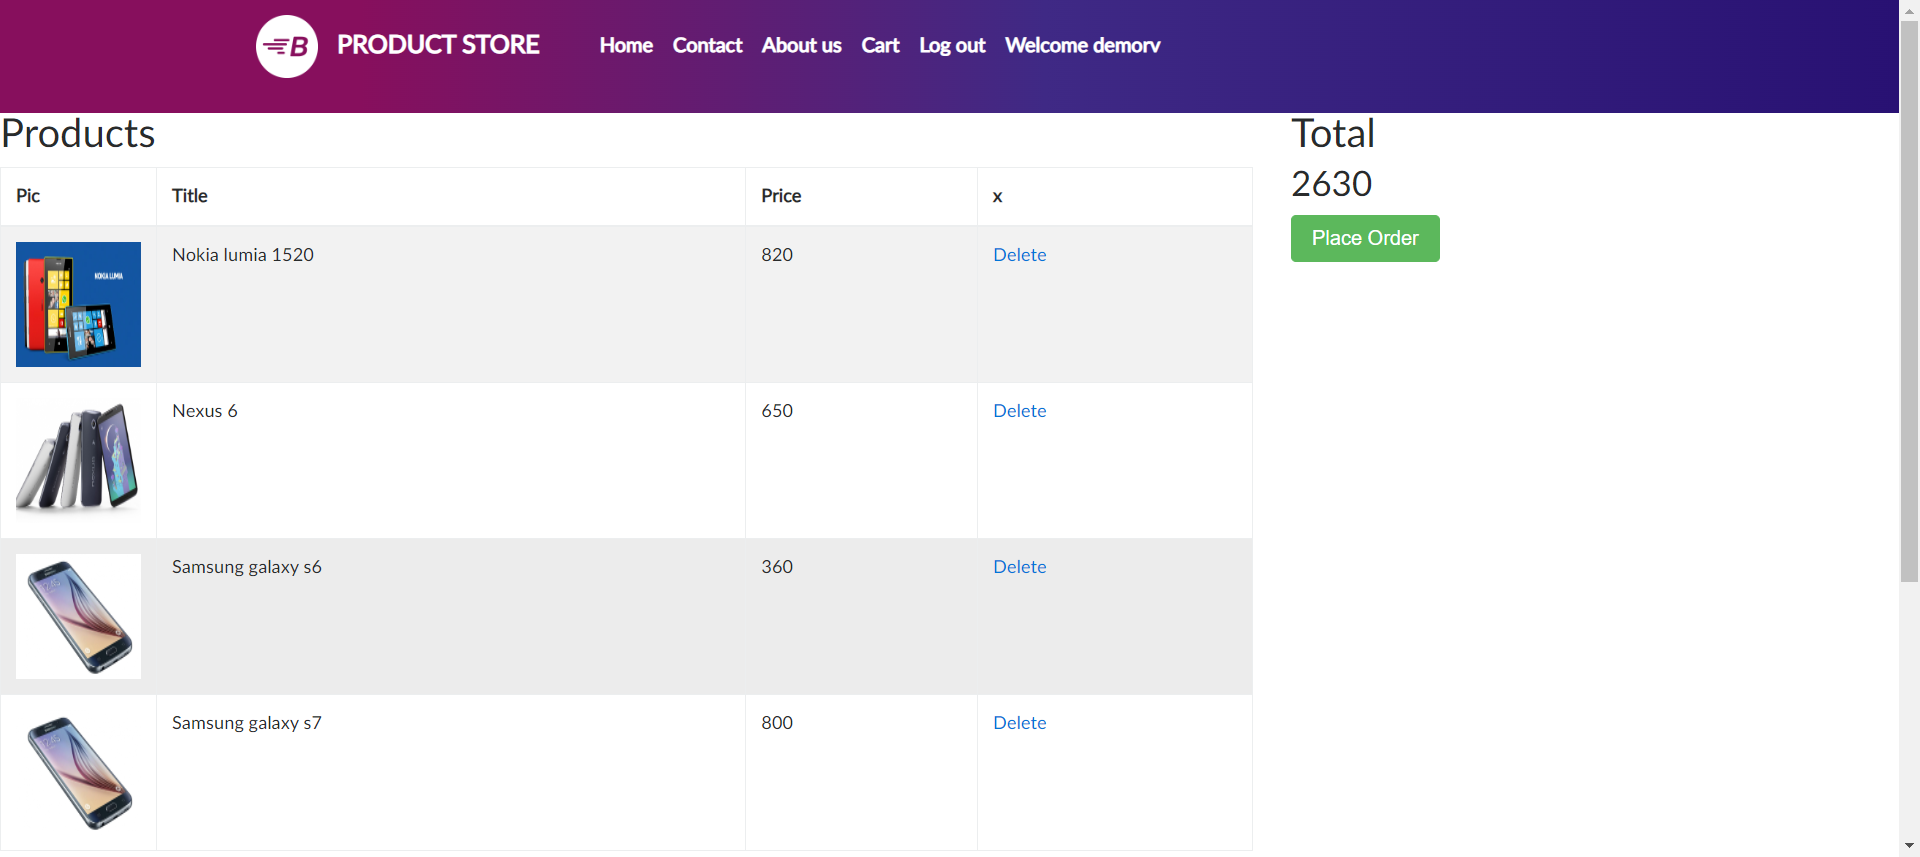 B PRODUCT STORE Home Contact About us Cart Log out Welcome demorv
Products
Total
2630
Place Order
Pic Title Price x
NOKIA LUMIA
Nokia lumia 1520 820 Delete
Nexus 6 650 Delete
Samsung galaxy s6 360 Delete
Samsung galaxy s7 800 Delete